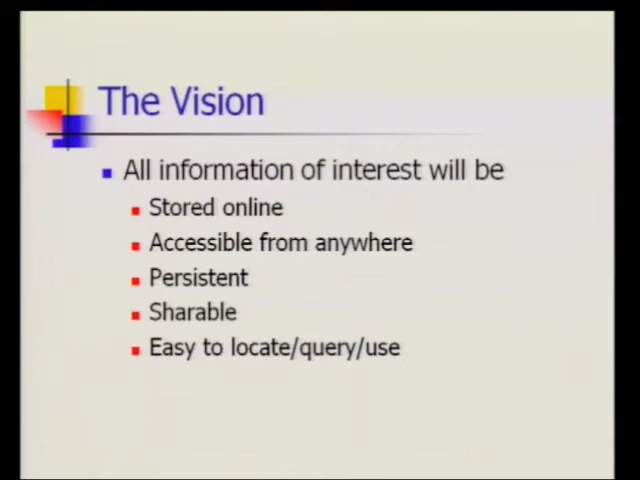 The Vision
All information of interest will be
Stored online
Accessible from anywhere
Persistent
Sharable
Easy to locate/query/use